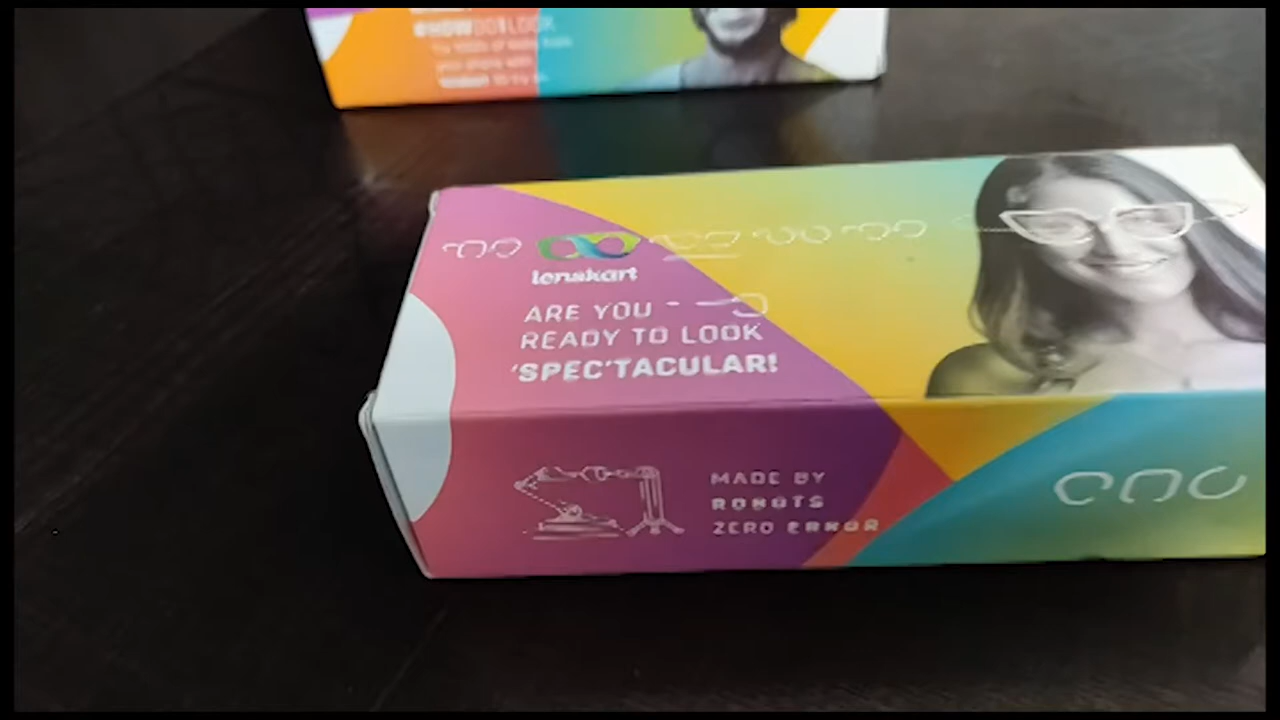 #HOWDOILOOK
lenskart
ARE YOU
READY TO LOOK
'SPEC'TACULAR!
MADE BY
ROBOTS
ZERO ERROR